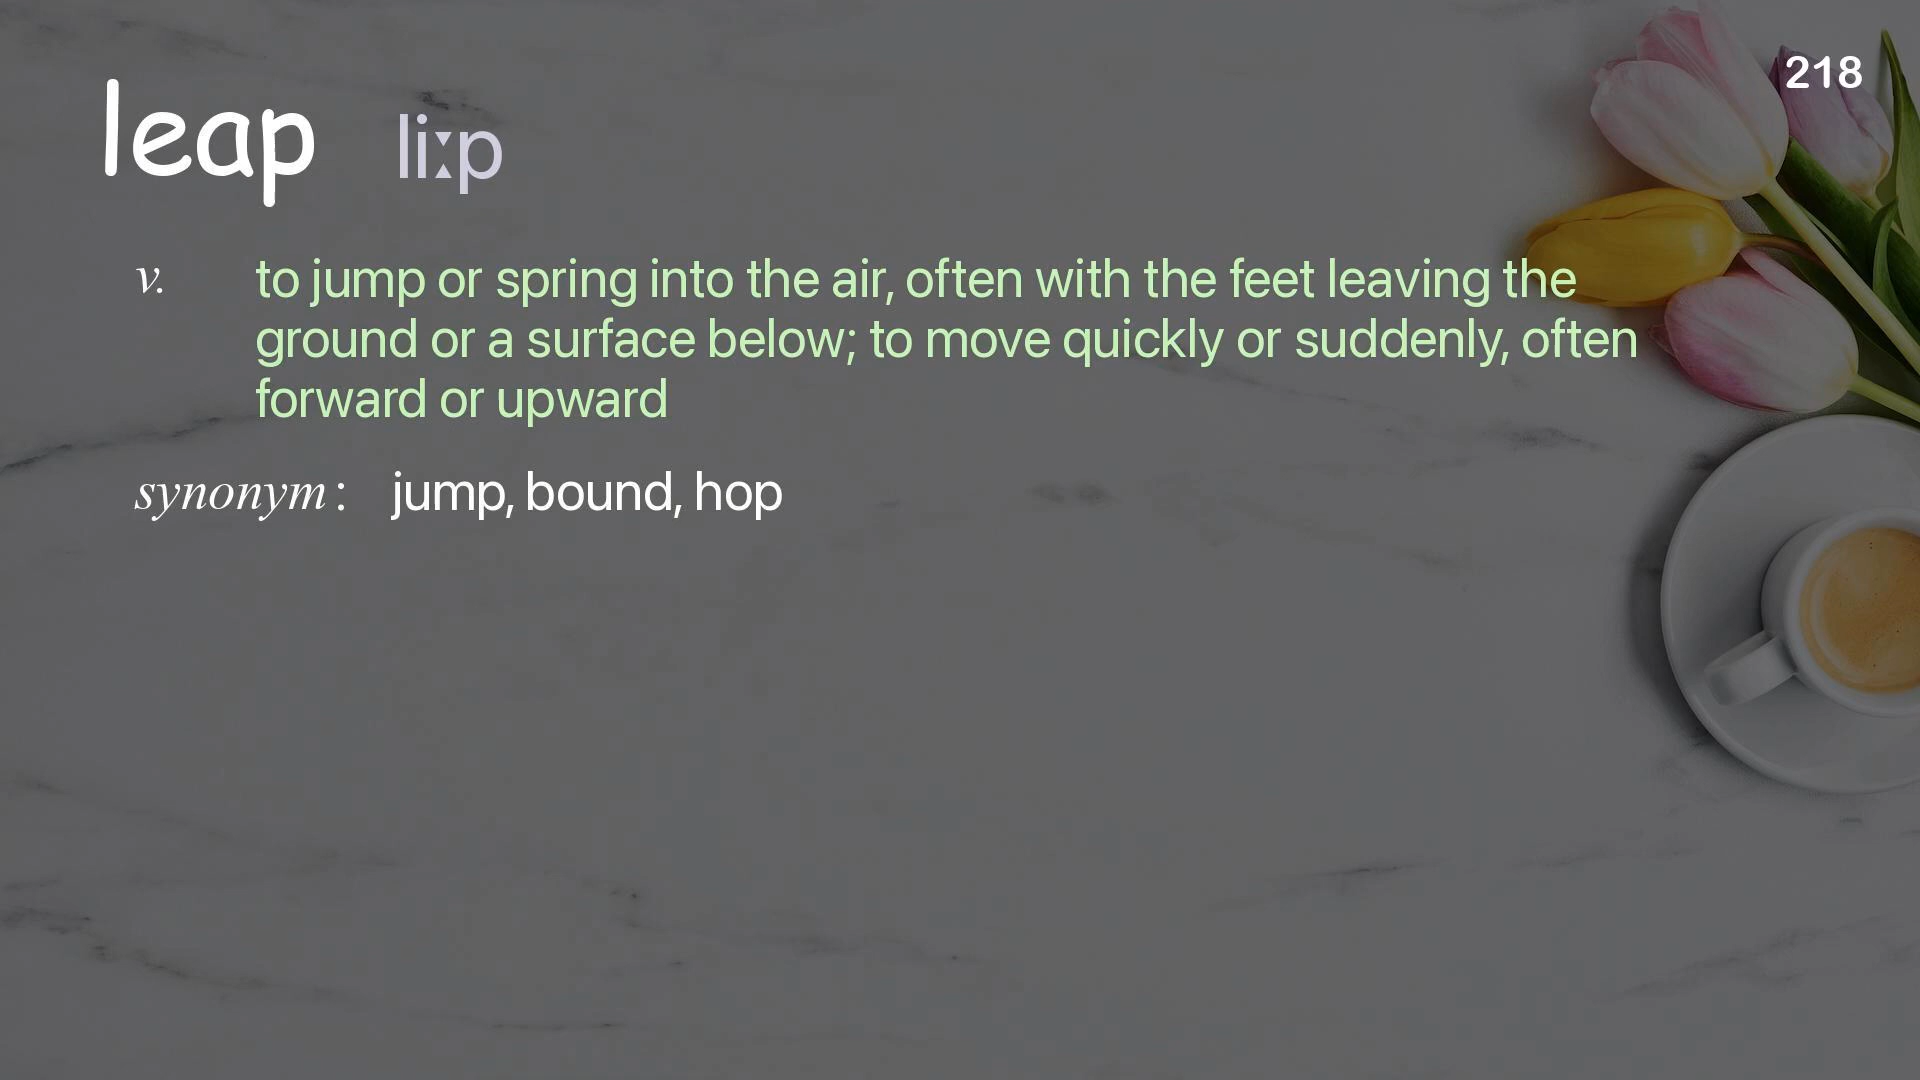 218
leap liːp
v. to jump or spring into the air, often with the feet leaving the
ground or a surface below; to move quickly or suddenly, often
forward or upward
synonym : jump, bound, hop